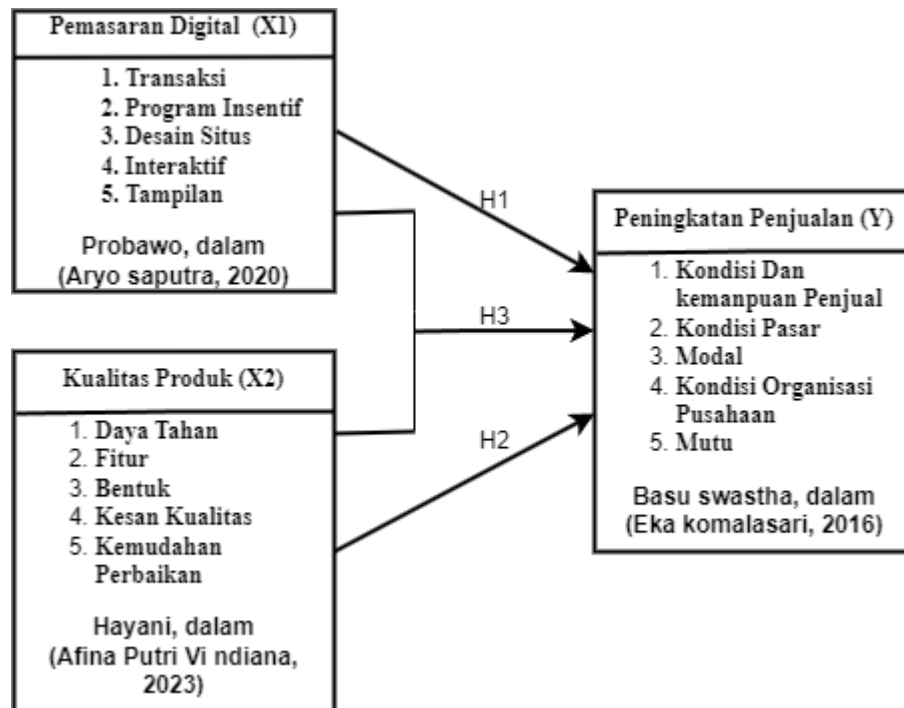 Pemasaran Digital (X1)
1. Transaksi
2. Program Insentif
3. Desain Situs
4. Interaktif
5. Tampilan
Probawo, dalam
(Aryo saputra, 2020)
H1
H3
H2
Kualitas Produk (X2)
1. Daya Tahan
2. Fitur
3. Bentuk
4. Kesan Kualitas
5. Kemudahan
Perbaikan
Hayani, dalam
(Afina Putri Vi ndiana,
2023)
Peningkatan Penjualan (Y)
1. Kondisi Dan
kemanpuan Penjual
2. Kondisi Pasar
3. Modal
4. Kondisi Organisasi
Pusahaan
5. Mutu
Basu swastha, dalam
(Eka komalasari, 2016)